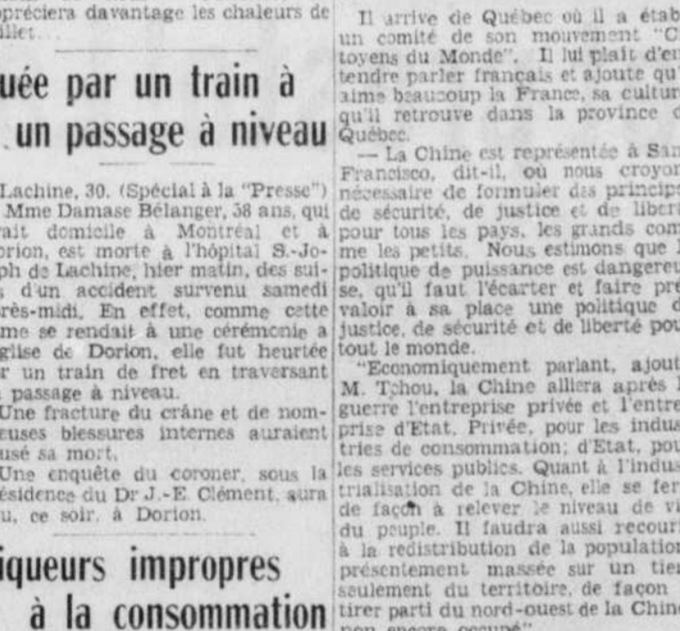 préciera davantage les chaleurs de
illet...
uée par un train à
un passage à niveau
Lachine, 30. (Spécial à la "Presse")
Mme Damase Bélanger, 58 ans, qui
ait domicile à Montréal et à
orion, est morte à l'hôpital S.-Jo-
ph de Lachine, hier matin, des sui-
s d'un accident survenu samedi
rès-midi. En effet, comme cette
me se rendait à une cérémonie a
glise de Dorion, elle fut heurtée
r un train de fret en traversant
passage à niveau.
Une fracture du crâne et de nom-
euses blessures internes auraient
usé sa mort.
Une enquête du coroner, sous la
ésidence du Dr J.-E. Clément, aura
u, ce soir, à Dorion.
iqueurs impropres
à la consommation
Il arrive de Québec où il a étab
un comité de son mouvement "C
toyens du Monde". Il lui plait d'en
tendre parler français et ajoute qu'
aime beaucoup la France, sa cultur
qu'il retrouve dans la province d
Québec.
— La Chine est représentée à San
Francisco, dit-il, où nous croyon
nécessaire de formuler des principe
de sécurité, de justice et de libert
pour tous les pays, les grands com
me les petits. Nous estimons que l
politique de puissance est dangereu
se, qu'il faut l'écarter et faire pré
valoir à sa place une politique d
justice, de sécurité et de liberté pou
tout le monde.
"Economiquement parlant, ajout
M. Tchou, la Chine alliera après l
guerre l'entreprise privée et l'entre
prise d'Etat. Privée, pour les indus
tries de consommation; d'Etat, pou
les services publics. Quant à l'indus
trialisation de la Chine, elle se fer
de façon à relever le niveau de vi
du peuple. Il faudra aussi recouri
à la redistribution de la population
présentement massée sur un tier
seulement du territoire, de façon
tirer parti du nord-ouest de la Chine
non encore occupé"